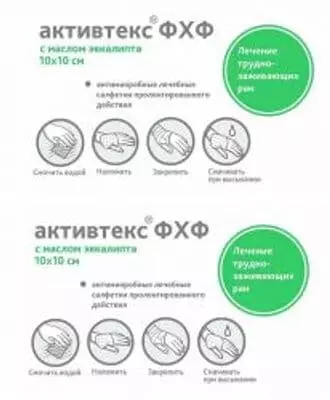 активтекс® ФХФ
с маслом эвкалипта
10х10 см
Лечение
трудно-
заживающих
ран
антимикробные лечебные
салфетки пролонгированного
действия
Смочить водой
Наложить
Закрепить
Смачивать
при высыхании
активтекс® ФХФ
с маслом эвкалипта
10х10 см
Лечение
трудно-
заживающих
ран
антимикробные лечебные
салфетки пролонгированного
действия
Смочить водой
Наложить
Закрепить
Смачивать
при высыхании